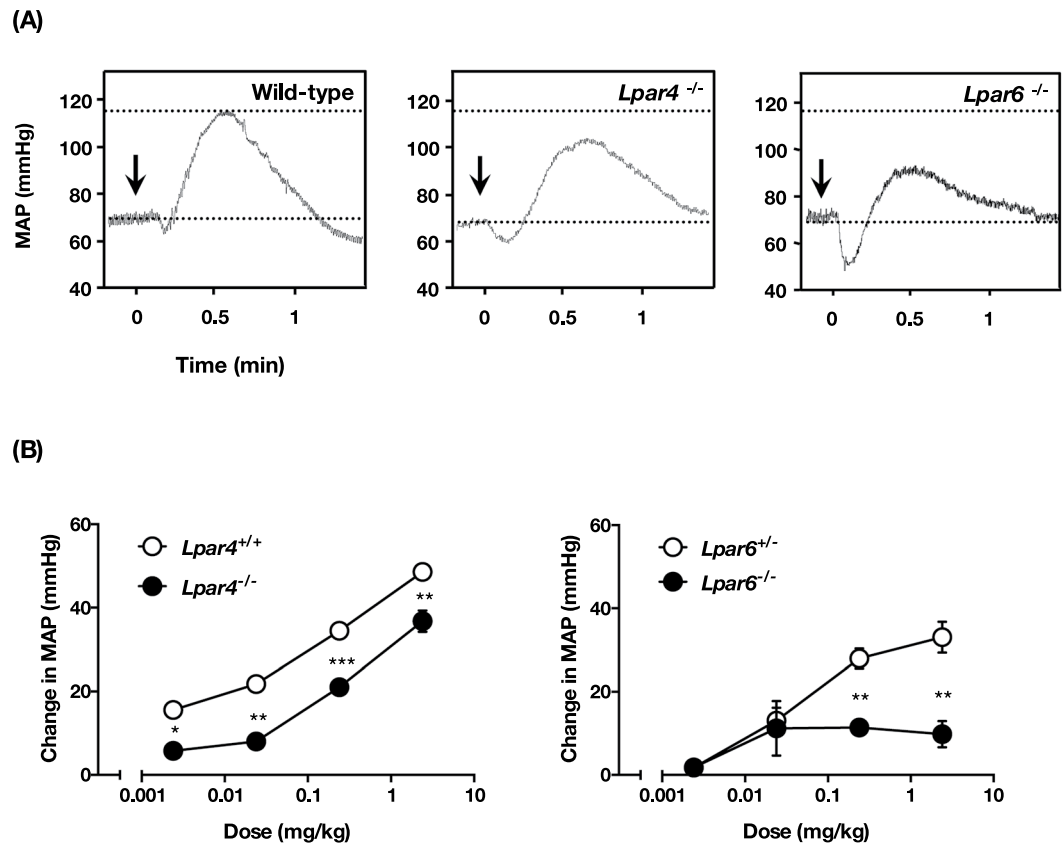 (A)
Wild-type
Lpar4 -/-
Lpar6 -/-
MAP (mmHg)
120
100
80
60
40
120
100
80
60
40
120
100
80
60
40
0 0.5 1
0 0.5 1
0 0.5 1
Time (min)
(B)
Change in MAP (mmHg)
60
40
20
0
Lpar4+/+
Lpar4-/-
*
**
***
**
0.001 0.01 0.1 1 10
Dose (mg/kg)
Change in MAP (mmHg)
60
40
20
0
Lpar6+/-
Lpar6-/-
**
**
0.001 0.01 0.1 1 10
Dose (mg/kg)